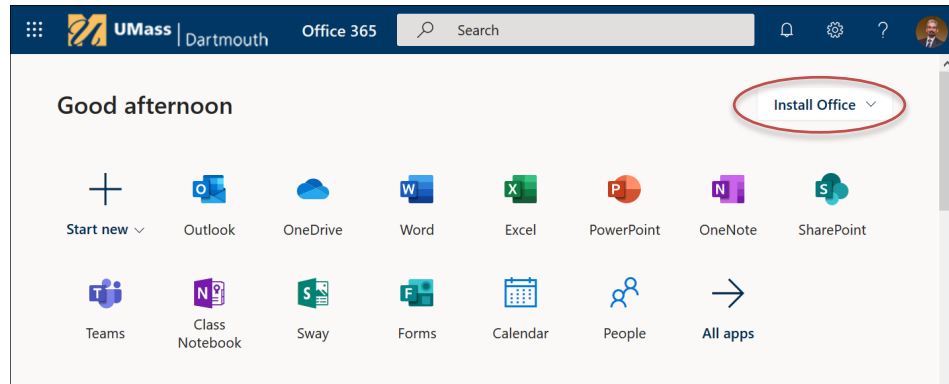 UMass | Dartmouth Office 365 Search ?
Good afternoon
Install Office
Start new Outlook OneDrive Word Excel PowerPoint OneNote SharePoint
Teams Class Notebook Sway Forms Calendar People All apps